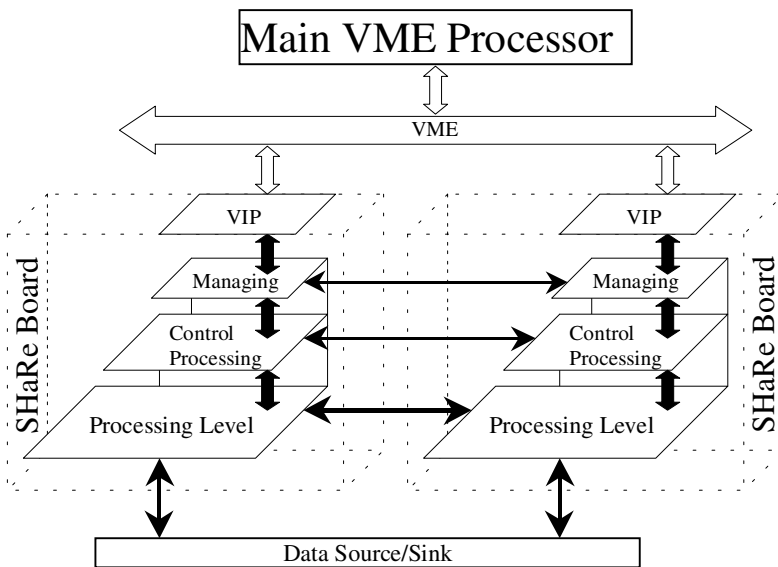 Main VME Processor
VME
VIP
VIP
Managing
Managing
Control
Processing
Control
Processing
Processing Level
Processing Level
SHaRe Board
SHaRe Board
Data Source/Sink